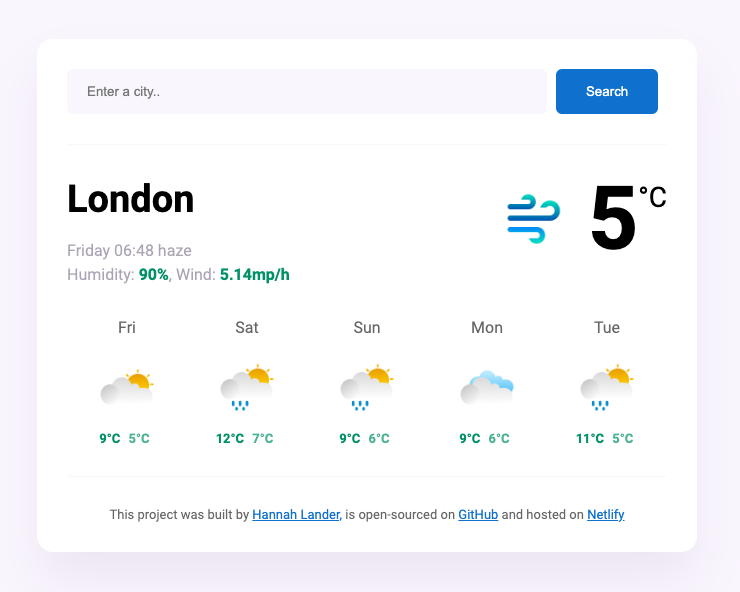 Enter a city..
Search
London
5 °C
Friday 06:48 haze
Humidity: 90%, Wind: 5.14mp/h
Fri Sat Sun Mon Tue
9°C 5°C 12°C 7°C 9°C 6°C 9°C 6°C 11°C 5°C
This project was built by Hannah Lander, is open-sourced on GitHub and hosted on Netlify